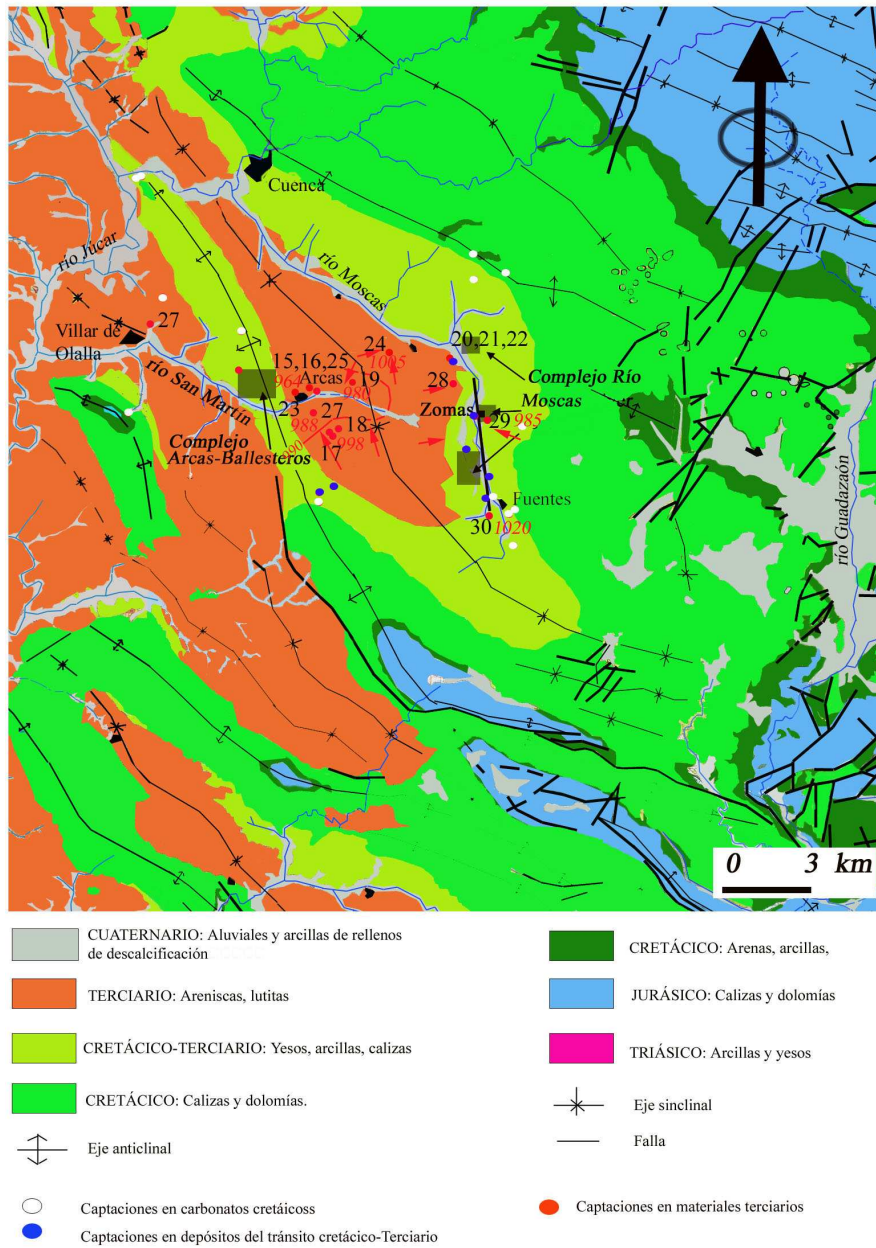 Cuenca
río Júcar
río Moscas
27
Villar de
Olalla
24
20,21,22
1005
15,16,25
964
Arcas
19
980
28
Complejo Río
Moscas
río San Martín
Zomas
23
988
27
18
29
985
Complejo
Arcas-Ballesteros
990
17
998
Fuentes
30
1020
río Guadazaón
0 3 km
CUATERNARIO: Aluviales y arcillas de rellenos
de descalcificación
TERCIARIO: Areniscas, lutitas
CRETÁCICO-TERCIARIO: Yesos, arcillas, calizas
CRETÁCICO: Calizas y dolomías.
Eje anticlinal
Captaciones en carbonatos cretáicoss
Captaciones en depósitos del tránsito cretácico-Terciario
CRETÁCICO: Arenas, arcillas,
JURÁSICO: Calizas y dolomías
TRIÁSICO: Arcillas y yesos
Eje sinclinal
Falla
Captaciones en materiales terciarios